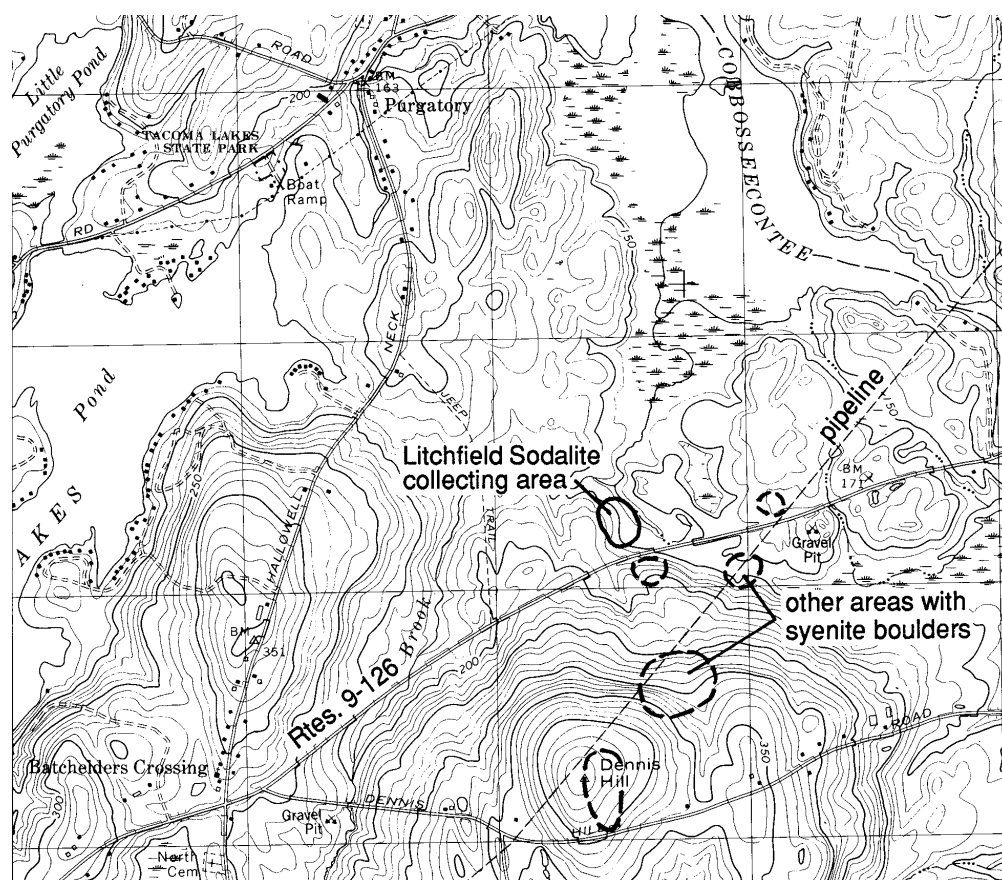 Little
Purgatory Pond
ROAD
200
BM
163
Purgatory
TACOMA LAKES
STATE PARK
Boat
Ramp
RD
COBBOSSEECONTEE
150
NECK
JEEP
TRAIL
Pond
LAKES
250
HALLOWELL
pipeline
150
Litchfield Sodalite
collecting area
BM
171
Gravel
Pit
other areas with
syenite boulders
BM
351
Brook
200
Rtes. 9-126
Batchelders Crossing
300
Dennis
Hill
350
ROAD
DENNIS
HILL
Gravel
Pit
North
Cem